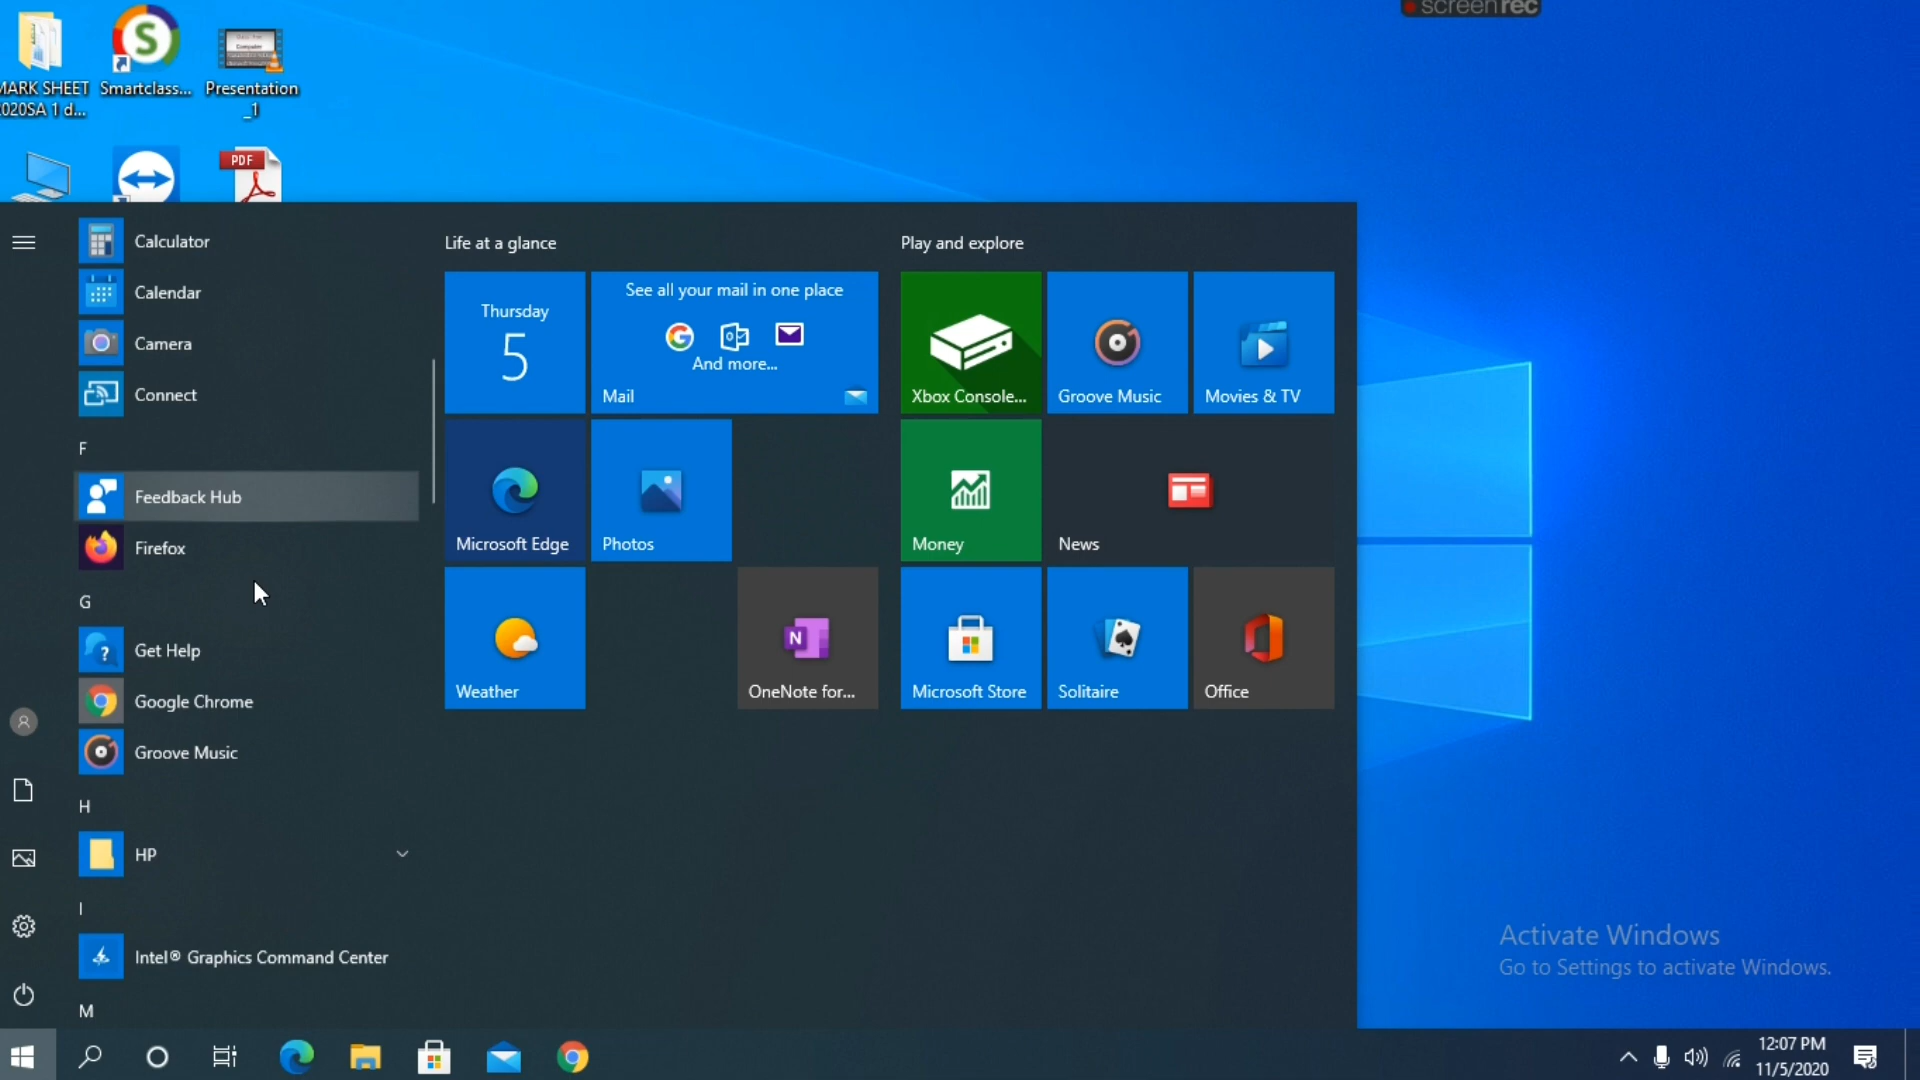 screenrec
MARK SHEET
2020SA 1 d...
Smartclass...
Presentation
_1
PDF
Calculator
Calendar
Camera
Connect
F
Feedback Hub
Firefox
G
Get Help
Google Chrome
Groove Music
H
HP
I
Intel® Graphics Command Center
M
Life at a glance
Thursday
5
See all your mail in one place
And more...
Mail
Microsoft Edge
Photos
Weather
OneNote for...
Play and explore
Xbox Console...
Groove Music
Movies & TV
Money
News
Microsoft Store
Solitaire
Office
Activate Windows
Go to Settings to activate Windows.
12:07 PM
11/5/2020